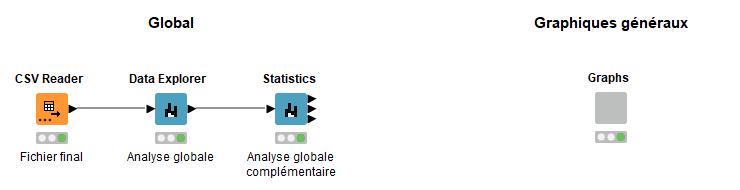 Global
Graphiques généraux
CSV Reader
Data Explorer
Statistics
Graphs
Fichier final
Analyse globale
Analyse globale
complémentaire